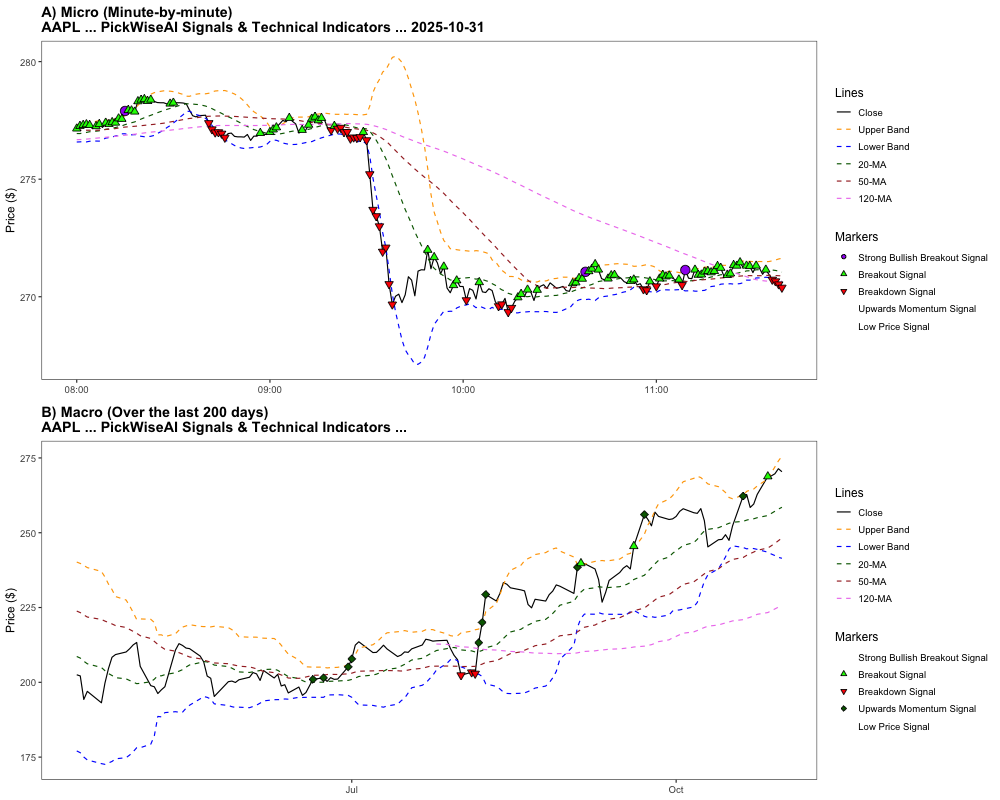 A) Micro (Minute-by-minute)
AAPL ... PickWiseAI Signals & Technical Indicators ... 2025-10-31
280
275
270
Price ($)
08:00
09:00
10:00
11:00
Lines
Close
Upper Band
Lower Band
20-MA
50-MA
120-MA
Markers
Strong Bullish Breakout Signal
Breakout Signal
Breakdown Signal
Upwards Momentum Signal
Low Price Signal
B) Macro (Over the last 200 days)
AAPL ... PickWiseAI Signals & Technical Indicators ...
275
250
225
200
175
Price ($)
Jul
Oct
Lines
Close
Upper Band
Lower Band
20-MA
50-MA
120-MA
Markers
Strong Bullish Breakout Signal
Breakout Signal
Breakdown Signal
Upwards Momentum Signal
Low Price Signal